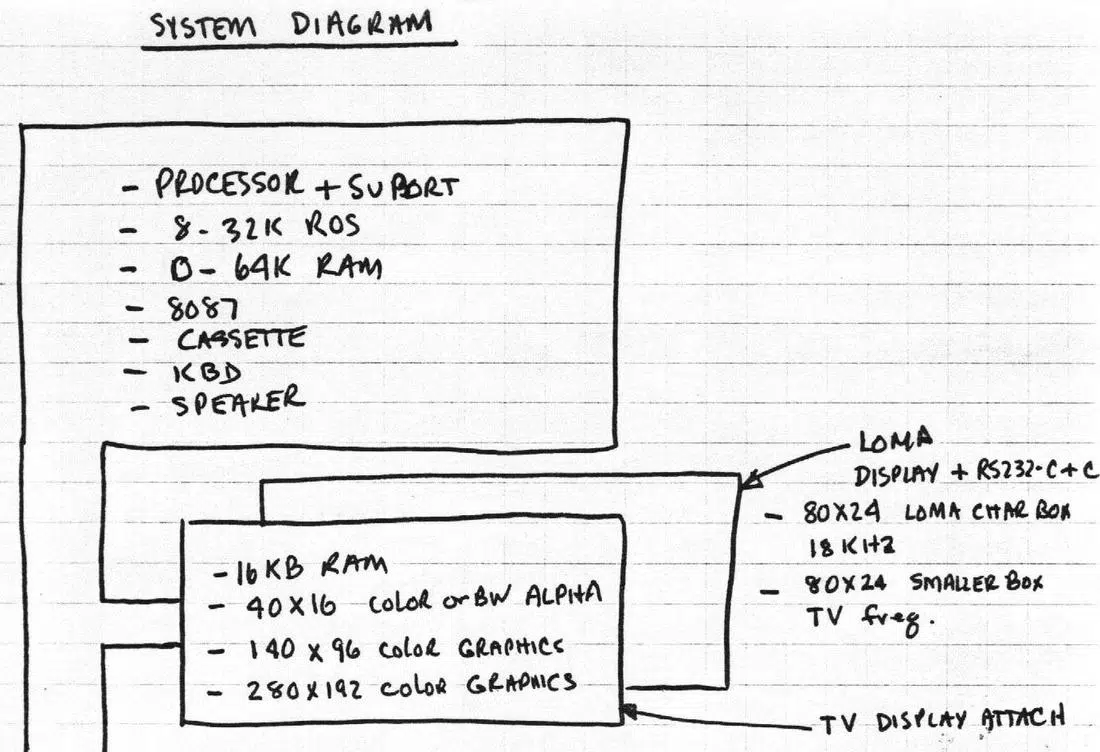 SYSTEM DIAGRAM
- PROCESSOR + SUPORT
- 8-32K ROS
- 0-64K RAM
- 8087
- CASSETTE
- KBD
- SPEAKER
LOMA
DISPLAY + RS232-C+C
- 80X24 LOMA CHAR BOX
18KHZ
- 80X24 SMALLER BOX
TV freq.
-16KB RAM
- 40X16 COLOR or BW ALPHA
- 140 X 96 COLOR GRAPHICS
- 280X192 COLOR GRAPHICS
TV DISPLAY ATTACH